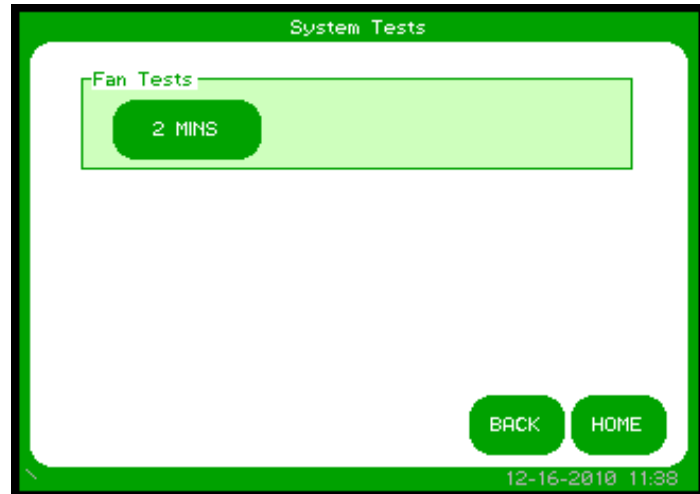 System Tests
Fan Tests
2 MINS
BACK HOME
12-16-2010 11:38